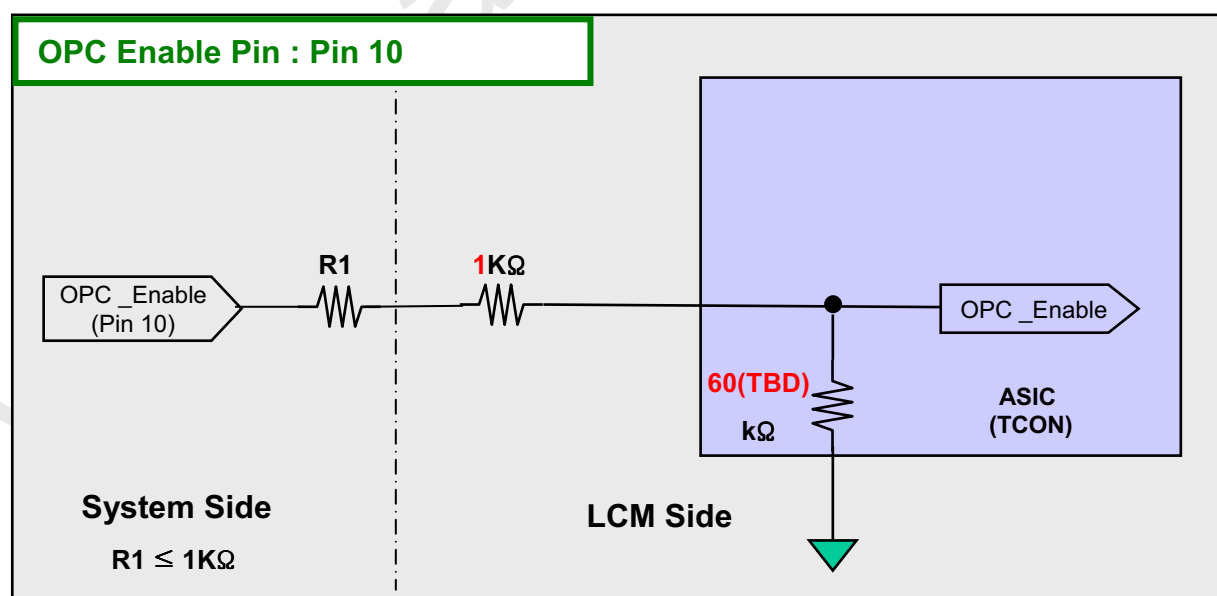 OPC Enable Pin : Pin 10
R1
1KΩ
OPC _Enable
(Pin 10)
OPC _Enable
60(TBD)
kΩ
ASIC
(TCON)
System Side
LCM Side
R1 ≤ 1KΩ